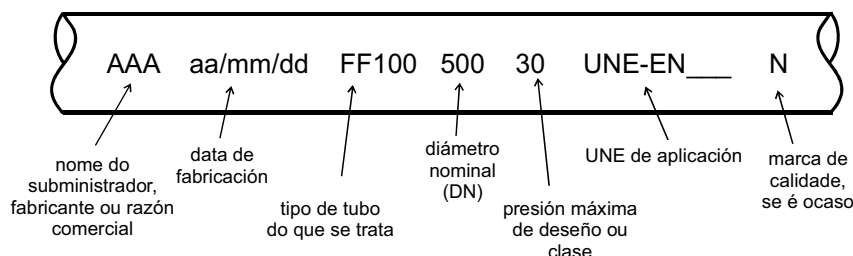 AAA aa/mm/dd FF100 500 30 UNE-EN___ N
nome do
subministrador,
fabricante ou razón
comercial
data de
fabricación
tipo de tubo
do que se trata
diámetro
nominal
(DN)
presión máxima
de deseño ou
clase
UNE de aplicación
marca de
calidade,
se é ocaso